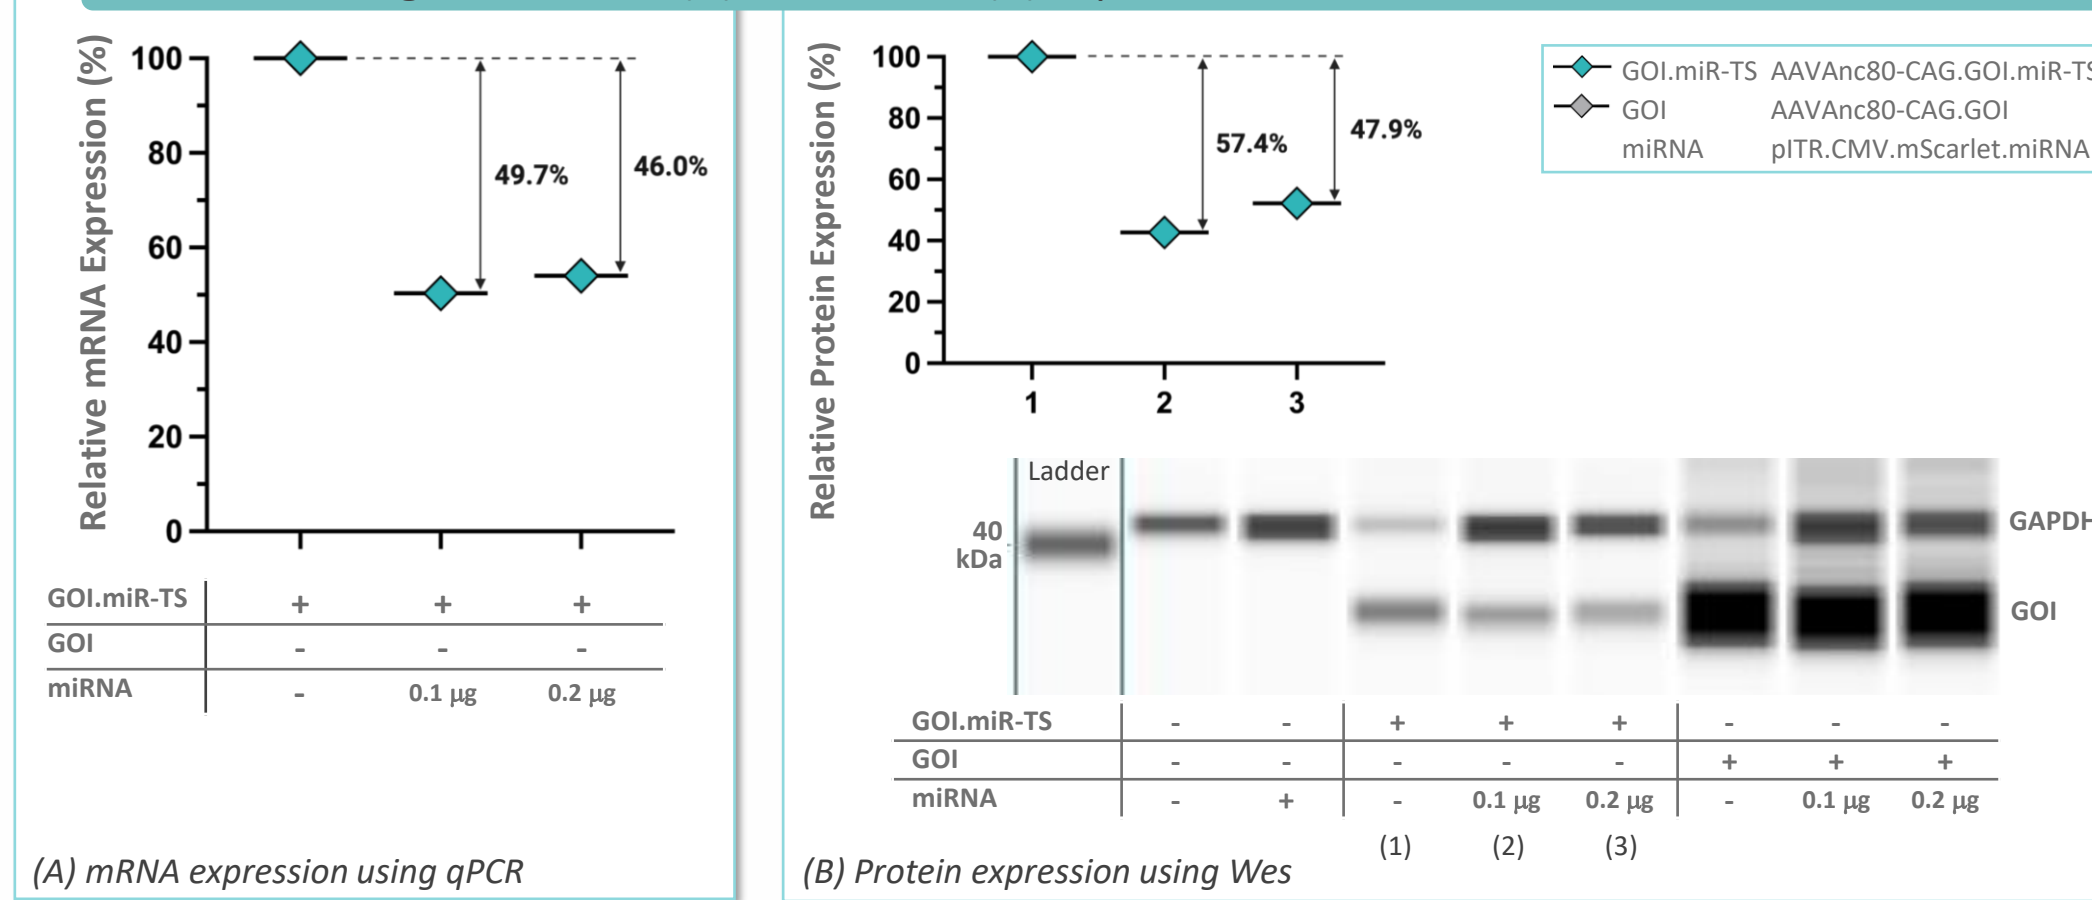 Relative mRNA Expression (%)
100
80
60
40
20
0
49.7%
46.0%
GOI.miR-TS + + +
GOI - - -
miRNA - 0.1 µg 0.2 µg
(A) mRNA expression using qPCR
Relative Protein Expression (%)
100
80
60
40
20
0
57.4%
47.9%
1 2 3
GOI.miR-TS AAVAnc80-CAG.GOI.miR-TS
GOI AAVAnc80-CAG.GOI
miRNA pITR.CMV.mScarlet.miRNA
Ladder
40
kDa
GAPDH
GOI
GOI.miR-TS - - + + + - - -
GOI - - - - - + + +
miRNA - + - 0.1 µg 0.2 µg - 0.1 µg 0.2 µg
(1) (2) (3)
(B) Protein expression using Wes